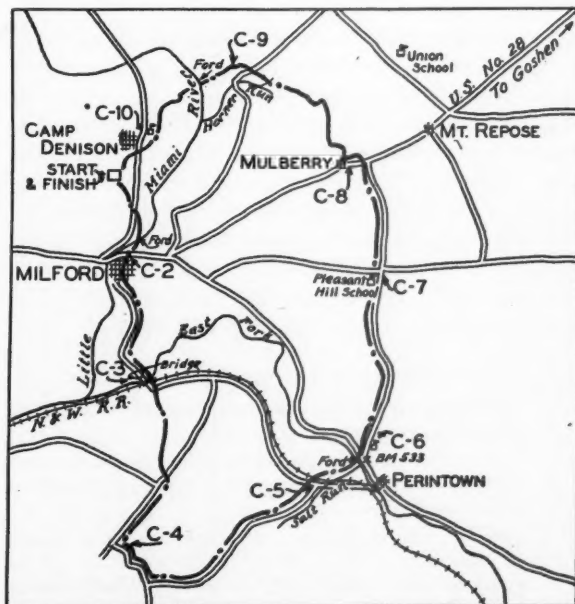 C-9
Ford
Union
School
U.S. No. 28
To Goshen
River
Horner
Run
C-10
CAMP
DENISON
MT. REPOSE
START
& FINISH
Miami
MULBERRY
C-8
Ford
MILFORD
C-2
Pleasant
Hill School
C-7
Little
East
Fork
C-3
Bridge
N. & W. R.R.
C-6
Ford
BM 533
C-5
PERINTOWN
Salt Run
C-4